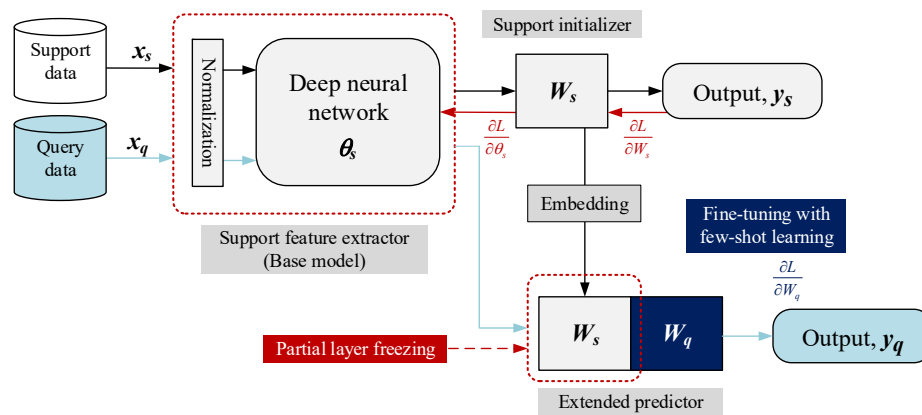 Support initializer
Support
data
x_s
Normalization
Deep neural
network
θ_s
W_s
Output, y_s
∂L
∂θ_s
∂L
∂W_s
Query
data
x_q
Embedding
Support feature extractor
(Base model)
Fine-tuning with
few-shot learning
∂L
∂W_q
Partial layer freezing
W_s
W_q
Output, y_q
Extended predictor